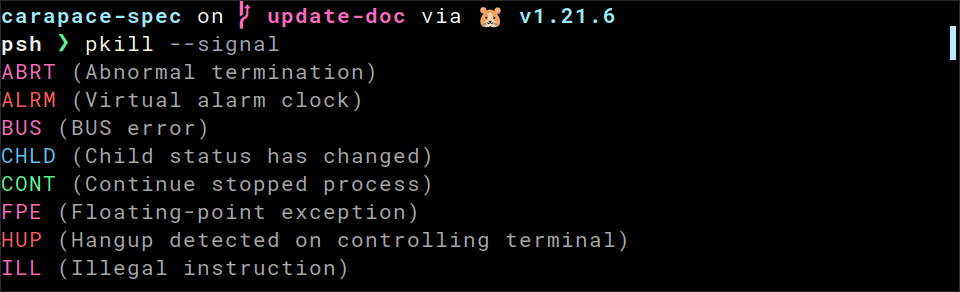 carapace-spec on update-doc via 🐹 v1.21.6
psh ❯ pkill --signal
ABRT (Abnormal termination)
ALRM (Virtual alarm clock)
BUS (BUS error)
CHLD (Child status has changed)
CONT (Continue stopped process)
FPE (Floating-point exception)
HUP (Hangup detected on controlling terminal)
ILL (Illegal instruction)